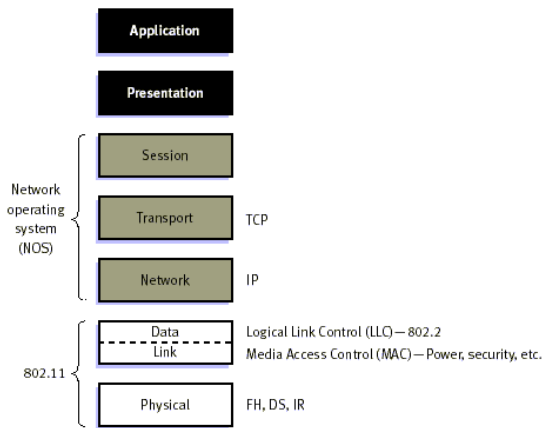 Application
Presentation
Session
Network
operating
system
(NOS)
Transport
TCP
Network
IP
Data
Logical Link Control (LLC)—802.2
Link
Media Access Control (MAC)—Power, security, etc.
802.11
Physical
FH, DS, IR